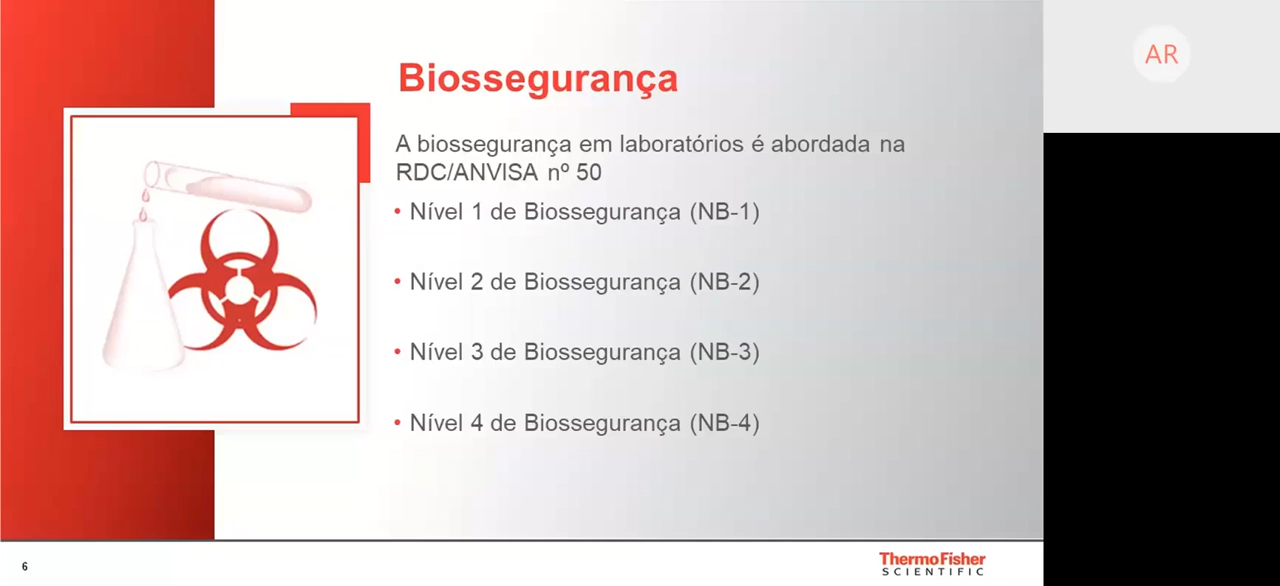 Biossegurança
A biossegurança em laboratórios é abordada na
RDC/ANVISA nº 50
• Nível 1 de Biossegurança (NB-1)
• Nível 2 de Biossegurança (NB-2)
• Nível 3 de Biossegurança (NB-3)
• Nível 4 de Biossegurança (NB-4)
6
ThermoFisher
SCIENTIFIC
AR